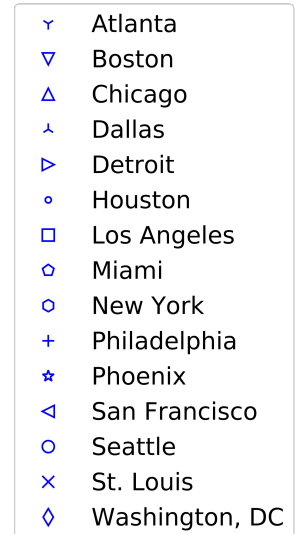 Atlanta
Boston
Chicago
Dallas
Detroit
Houston
Los Angeles
Miami
New York
Philadelphia
Phoenix
San Francisco
Seattle
St. Louis
Washington, DC